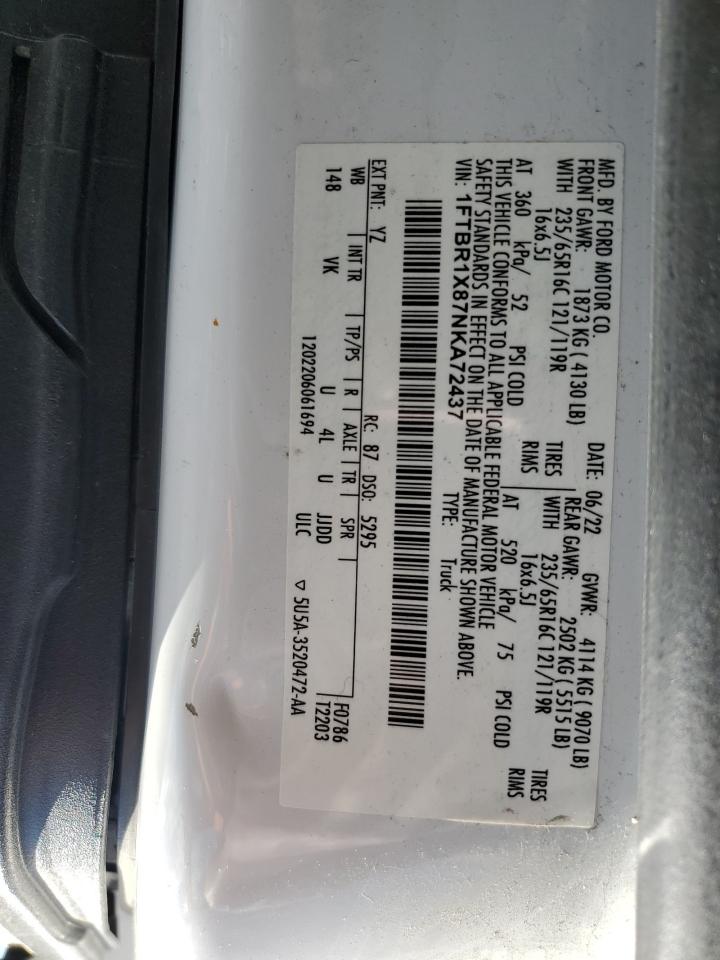 MFD. BY FORD MOTOR CO. DATE: 06/22 GVWR: 4114 KG ( 9070 LB)
FRONT GAWR: 1873 KG ( 4130 LB) REAR GAWR: 2502 KG ( 5515 LB)
WITH 235/65R16C 121/119R TIRES WITH 235/65R16C 121/119R TIRES
16x6.5J RIMS 16x6.5J RIMS
AT 360 kPa/ 52 PSI COLD AT 520 kPa/ 75 PSI COLD
THIS VEHICLE CONFORMS TO ALL APPLICABLE FEDERAL MOTOR VEHICLE
SAFETY STANDARDS IN EFFECT ON THE DATE OF MANUFACTURE SHOWN ABOVE.
VIN: 1FTBR1X87NKA72437 TYPE: Truck
EXT PNT: YZ RC: 87 DSO: 5295
WB | INT TR | TP/PS | R | AXLE | TR | SPR F0786
148 VK U 4L U JJDD T2203
1202206061694 ULC ▽ 5U5A-3520472-AA